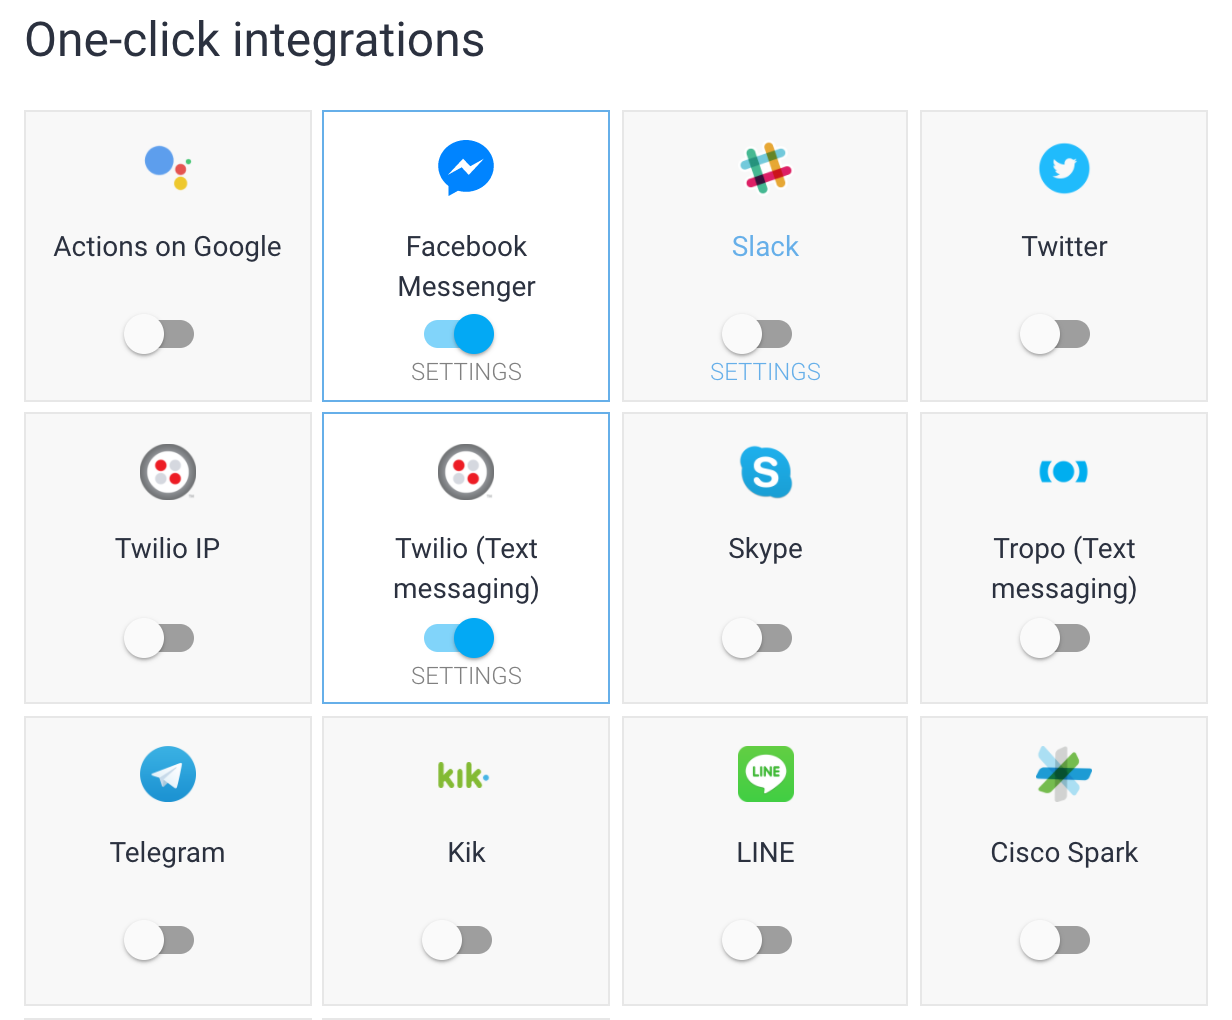 One-click integrations
Actions on Google
Facebook
Messenger
SETTINGS
Slack
SETTINGS
Twitter
Twilio IP
Twilio (Text
messaging)
SETTINGS
S
Skype
Tropo (Text
messaging)
Telegram
kik
Kik
LINE
LINE
Cisco Spark